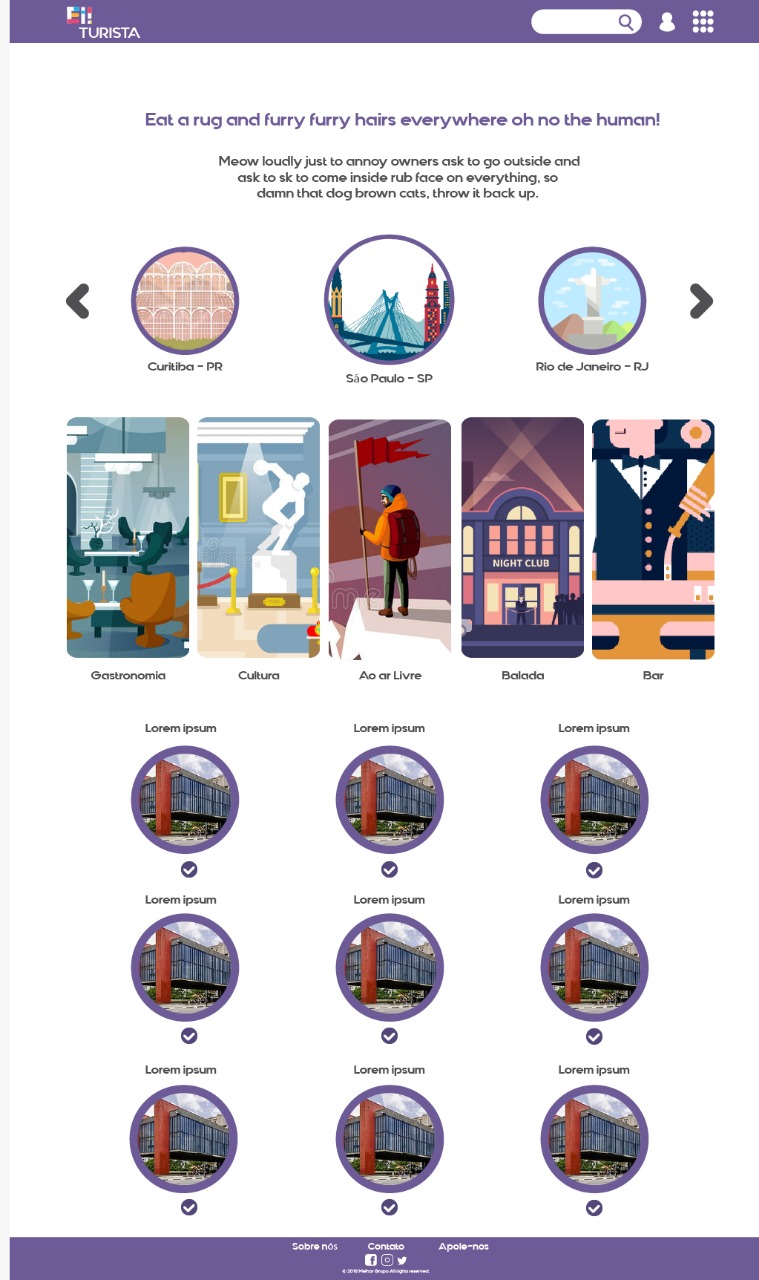 Ei!
TURISTA
Eat a rug and furry furry hairs everywhere oh no the human!
Meow loudly just to annoy owners ask to go outside and
ask to sk to come inside rub face on everything, so
damn that dog brown cats, throw it back up.
Curitiba - PR
São Paulo - SP
Rio de Janeiro - RJ
NIGHT CLUB
Gastronomia
Cultura
Ao ar Livre
Balada
Bar
Lorem ipsum
Lorem ipsum
Lorem ipsum
Lorem ipsum
Lorem ipsum
Lorem ipsum
Lorem ipsum
Lorem ipsum
Lorem ipsum
Sobre nós
Contato
Apoie-nos
© 2018 Melhor Grupo All rights reserved.